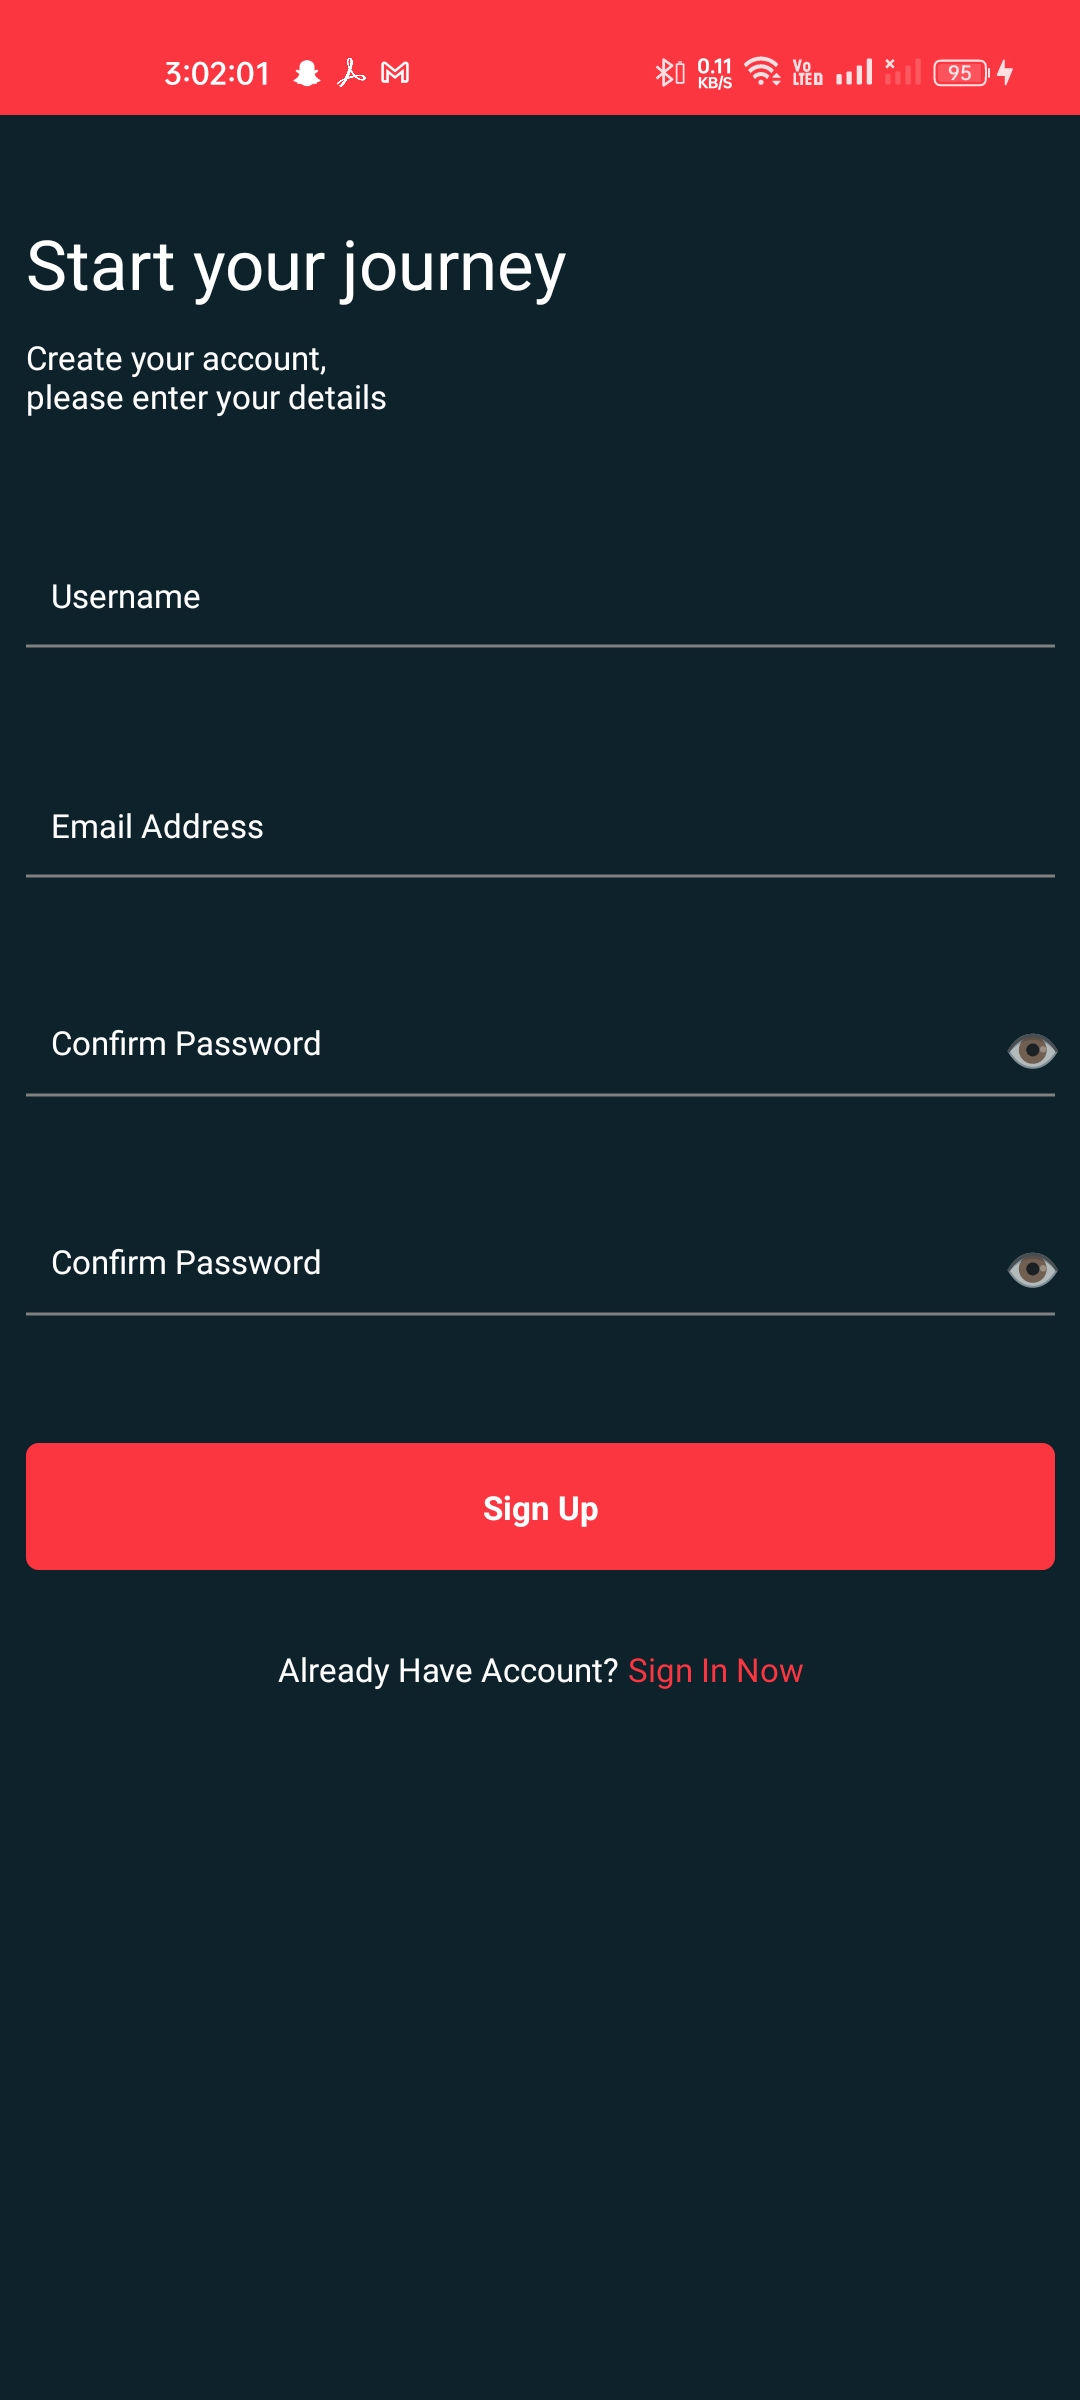 3:02:01 0.11 KB/S Vo LTE 95
Start your journey
Create your account,
please enter your details
Username
Email Address
Confirm Password
Confirm Password
Sign Up
Already Have Account? Sign In Now